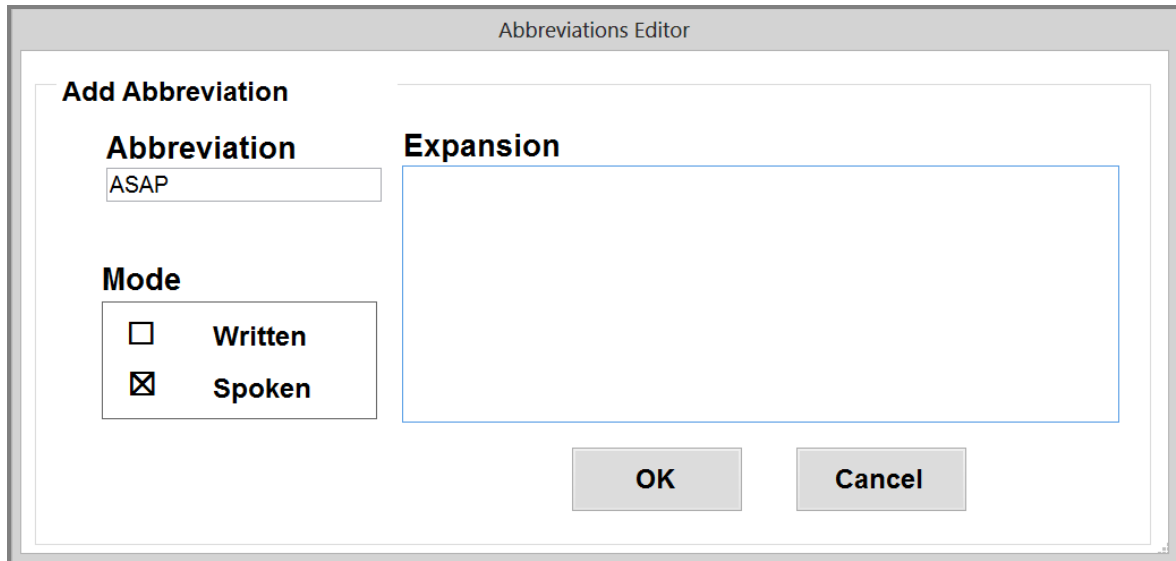 Abbreviations Editor
Add Abbreviation
Abbreviation
ASAP
Expansion
Mode
Written
Spoken
OK
Cancel